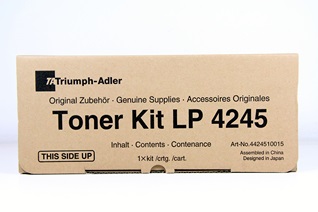 TA Triumph-Adler
Original Zubehör · Genuine Supplies · Accessoires Originales
Toner Kit LP 4245
Inhalt · Contents · Contenance
Art-No.4424510015
THIS SIDE UP
1×kit /crtg. /cart.
Assembled in China
Designed in Japan